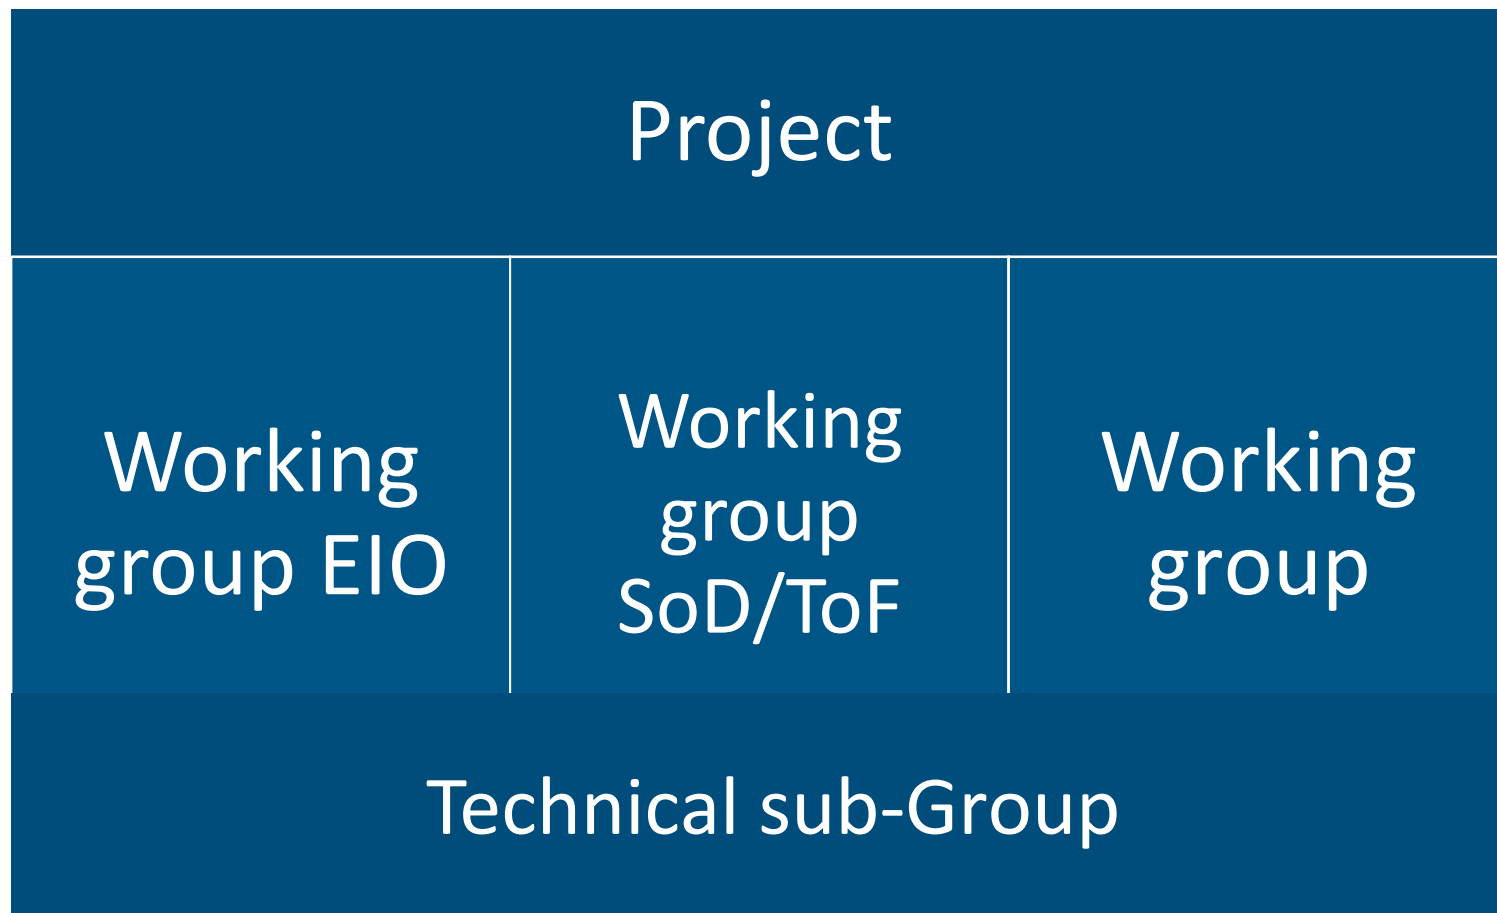 Project
Working
group EIO
Working
group
SoD/ToF
Working
group
Technical sub-Group